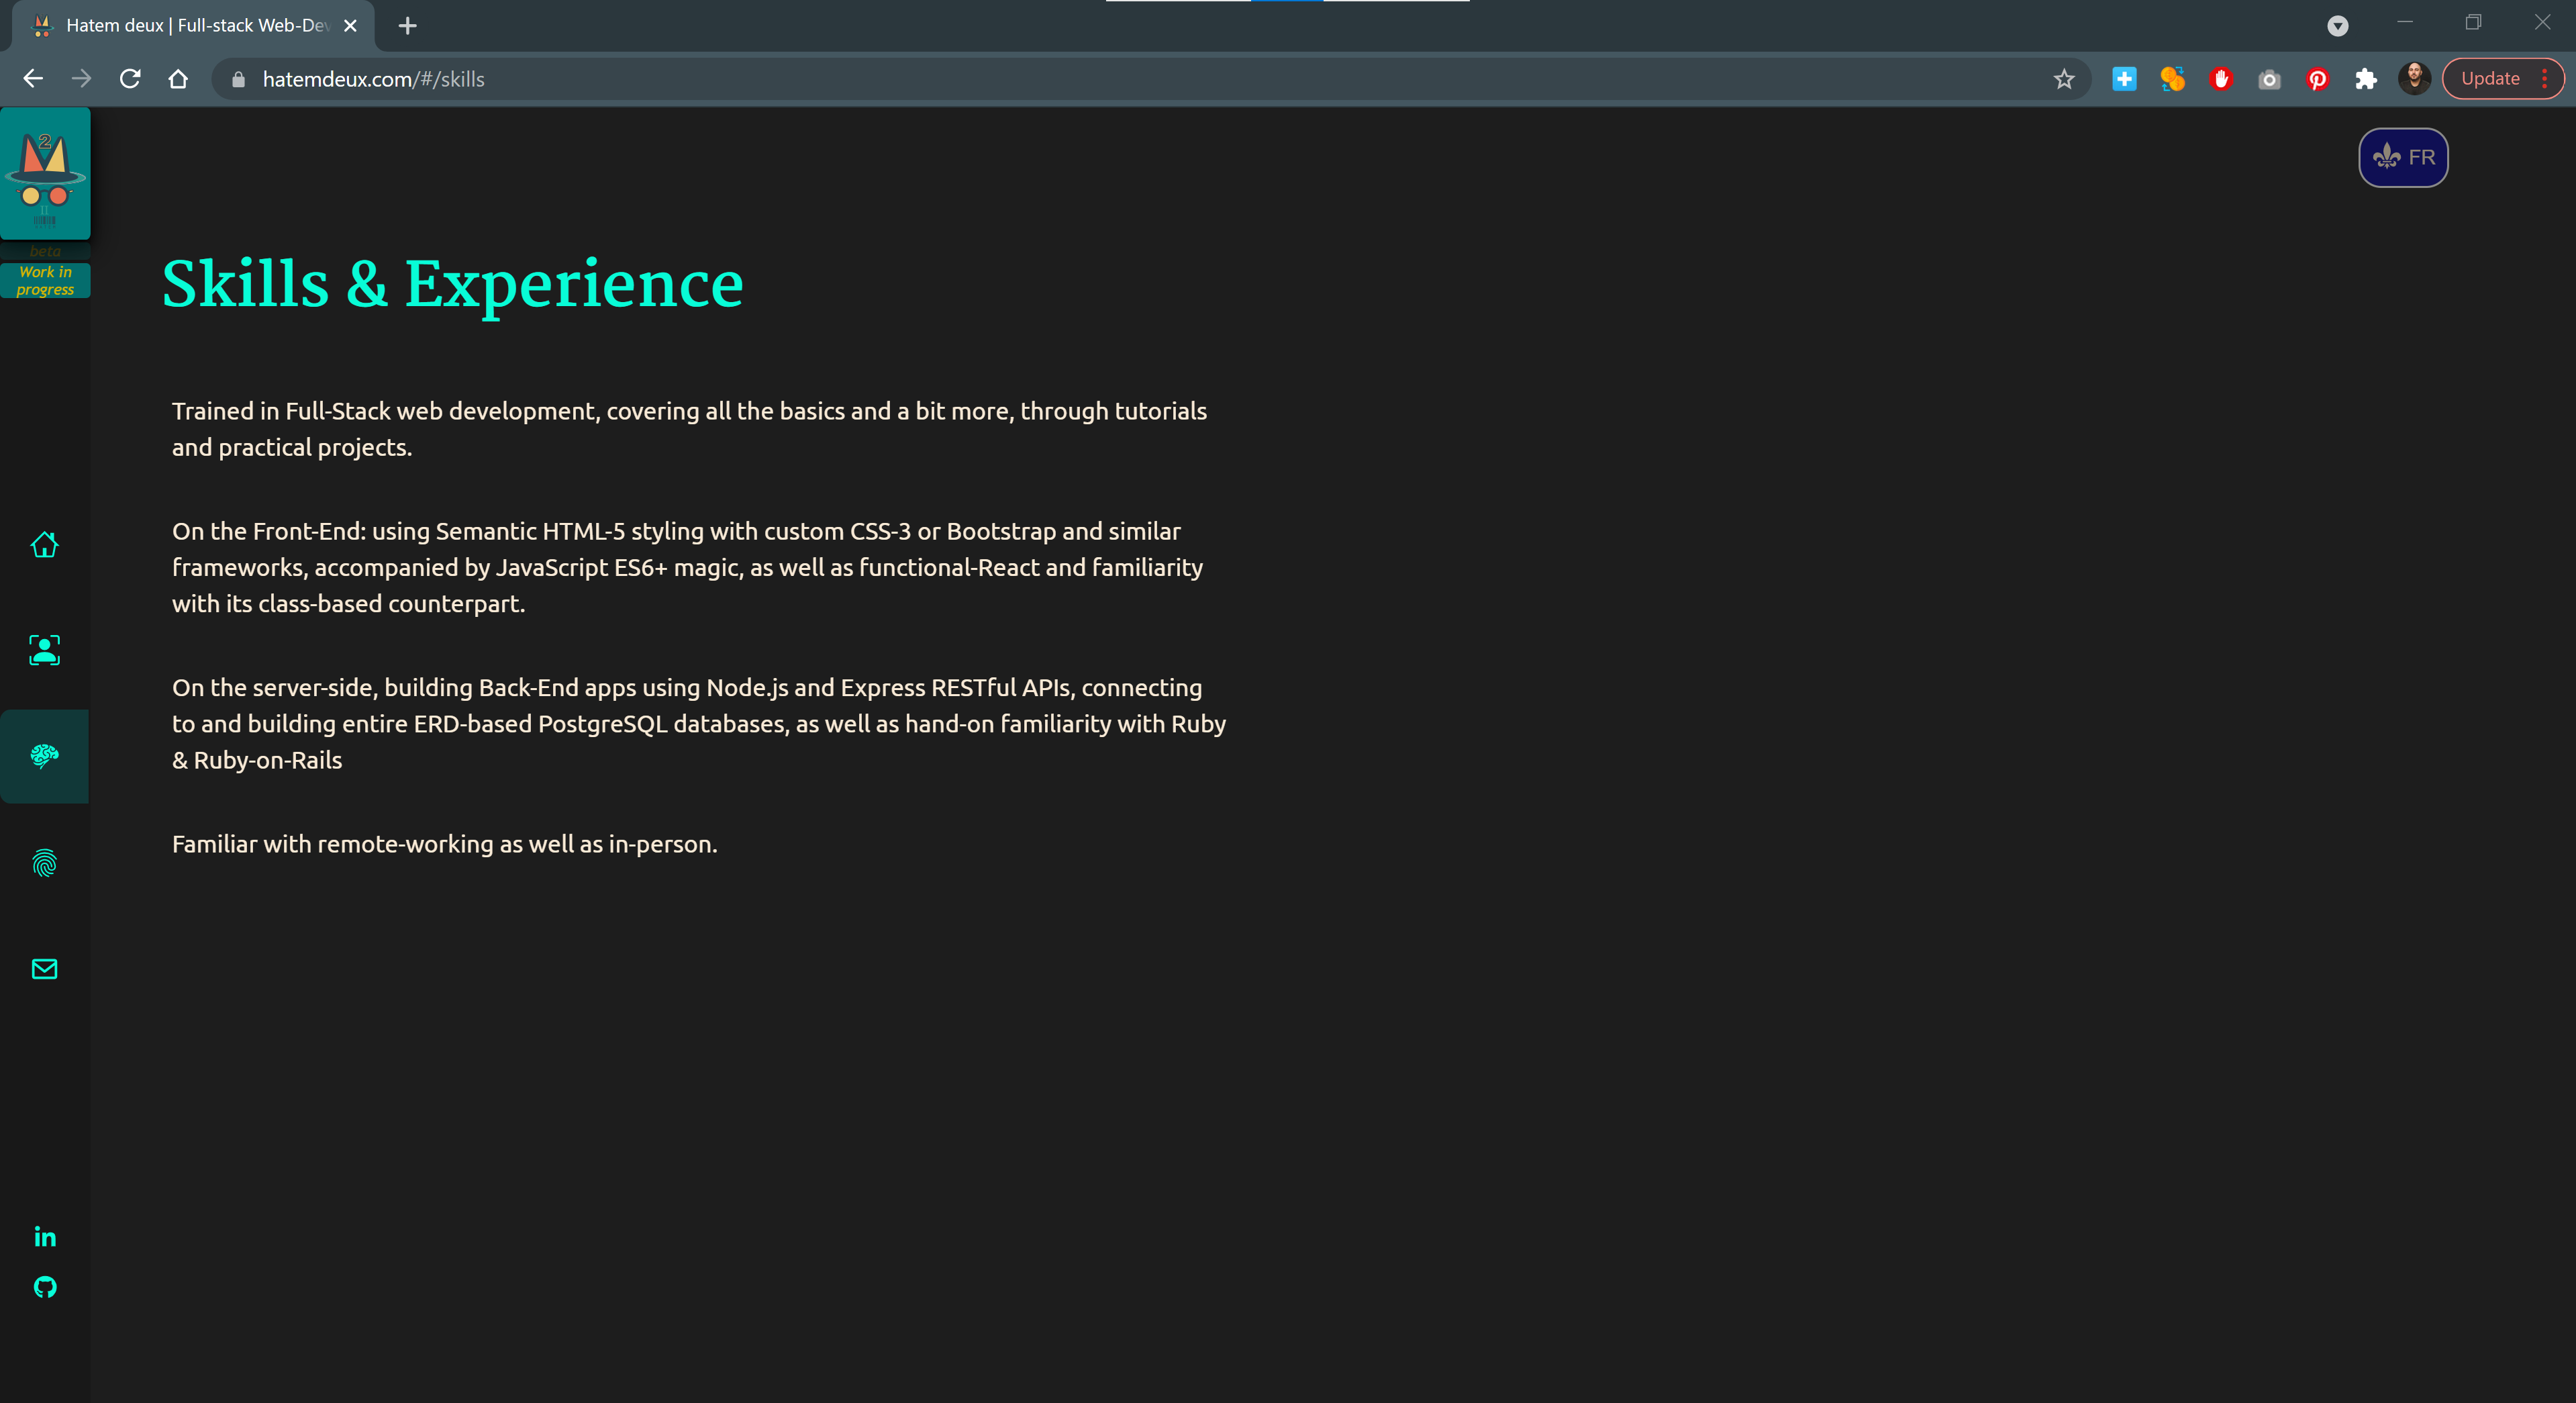 Hatem deux | Full-stack Web-Dev
hatemdeux.com/#/skills
Update
2
FR
beta
Work in
progress
Skills & Experience
Trained in Full-Stack web development, covering all the basics and a bit more, through tutorials
and practical projects.
On the Front-End: using Semantic HTML-5 styling with custom CSS-3 or Bootstrap and similar
frameworks, accompanied by JavaScript ES6+ magic, as well as functional-React and familiarity
with its class-based counterpart.
On the server-side, building Back-End apps using Node.js and Express RESTful APIs, connecting
to and building entire ERD-based PostgreSQL databases, as well as hand-on familiarity with Ruby
& Ruby-on-Rails
Familiar with remote-working as well as in-person.
in